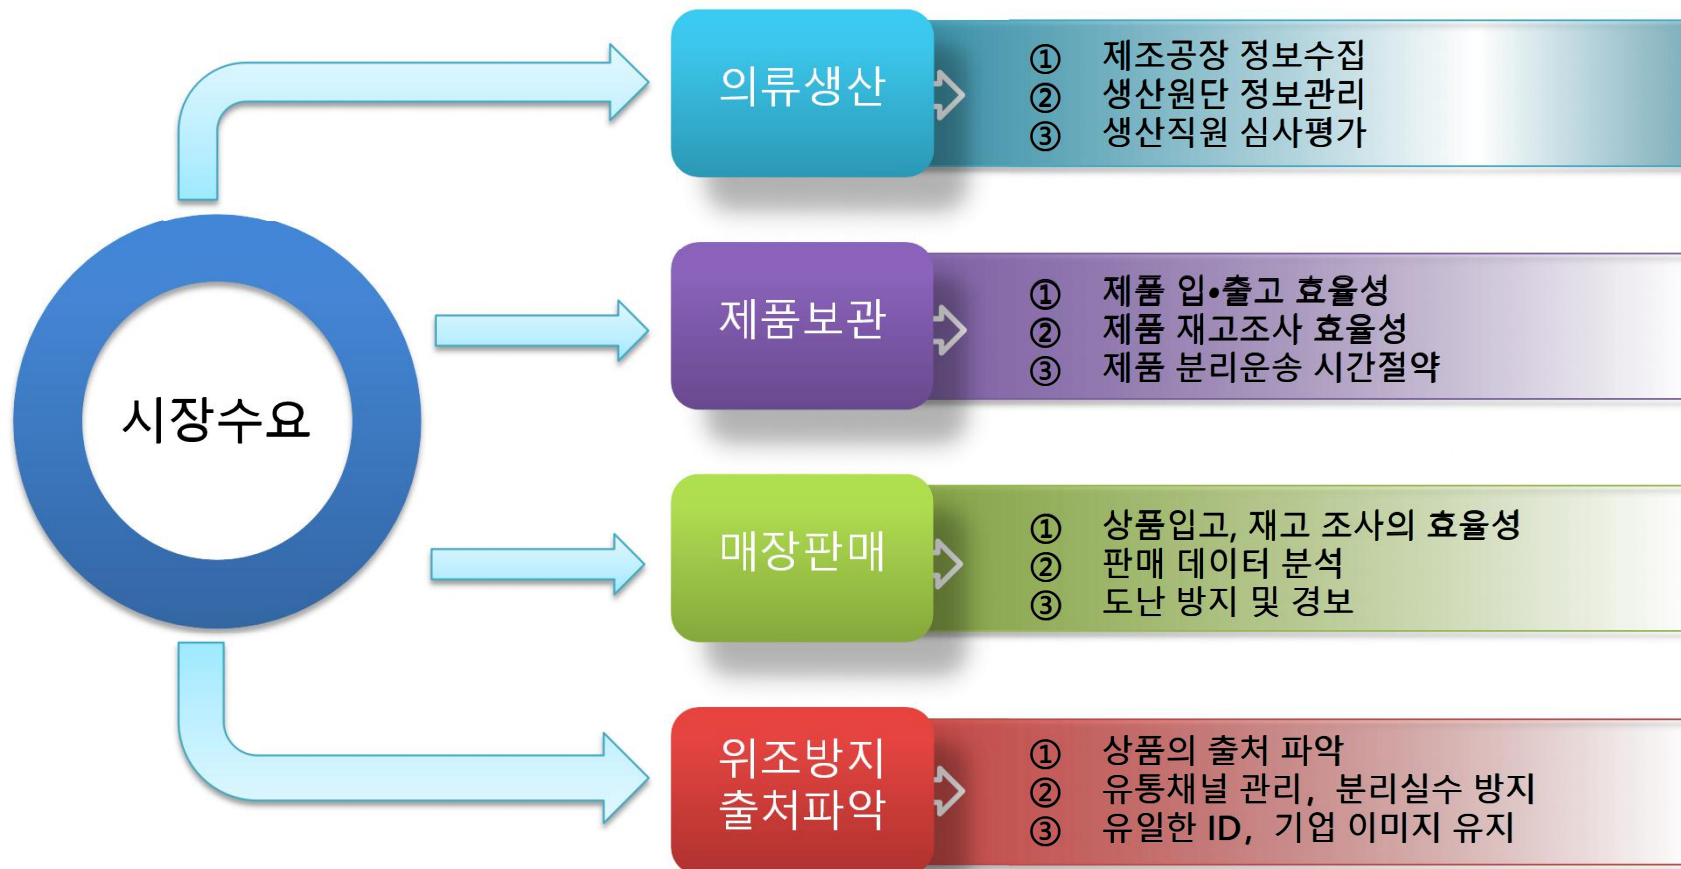 시장수요
의류생산
① 제조공장 정보수집
② 생산원단 정보관리
③ 생산직원 심사평가
제품보관
① 제품 입•출고 효율성
② 제품 재고조사 효율성
③ 제품 분리운송 시간절약
매장판매
① 상품입고, 재고 조사의 효율성
② 판매 데이터 분석
③ 도난 방지 및 경보
위조방지
출처파악
① 상품의 출처 파악
② 유통채널 관리, 분리실수 방지
③ 유일한 ID, 기업 이미지 유지